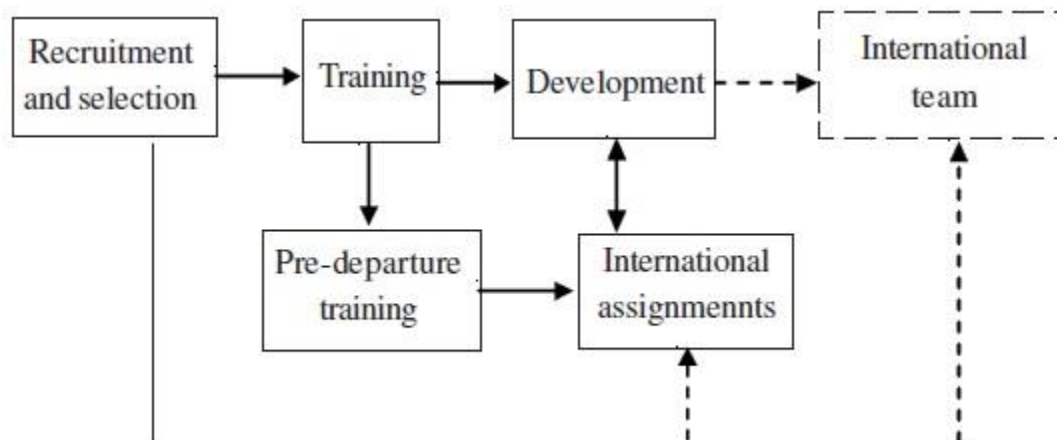 Recruitment
and selection
Training
Development
International
team
Pre-departure
training
International
assignmennts